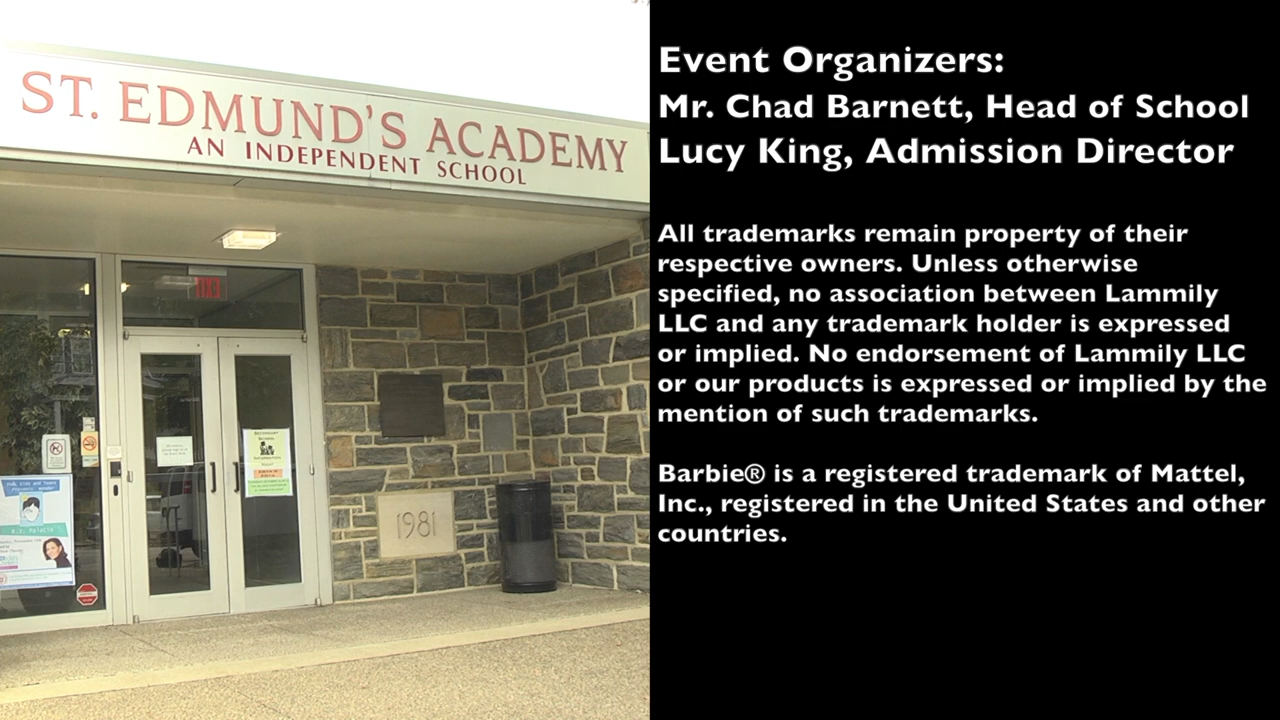 ST. EDMUND'S ACADEMY
AN INDEPENDENT SCHOOL
EXIT
1981
Event Organizers:
Mr. Chad Barnett, Head of School
Lucy King, Admission Director
All trademarks remain property of their
respective owners. Unless otherwise
specified, no association between Lammily
LLC and any trademark holder is expressed
or implied. No endorsement of Lammily LLC
or our products is expressed or implied by the
mention of such trademarks.
Barbie® is a registered trademark of Mattel,
Inc., registered in the United States and other
countries.